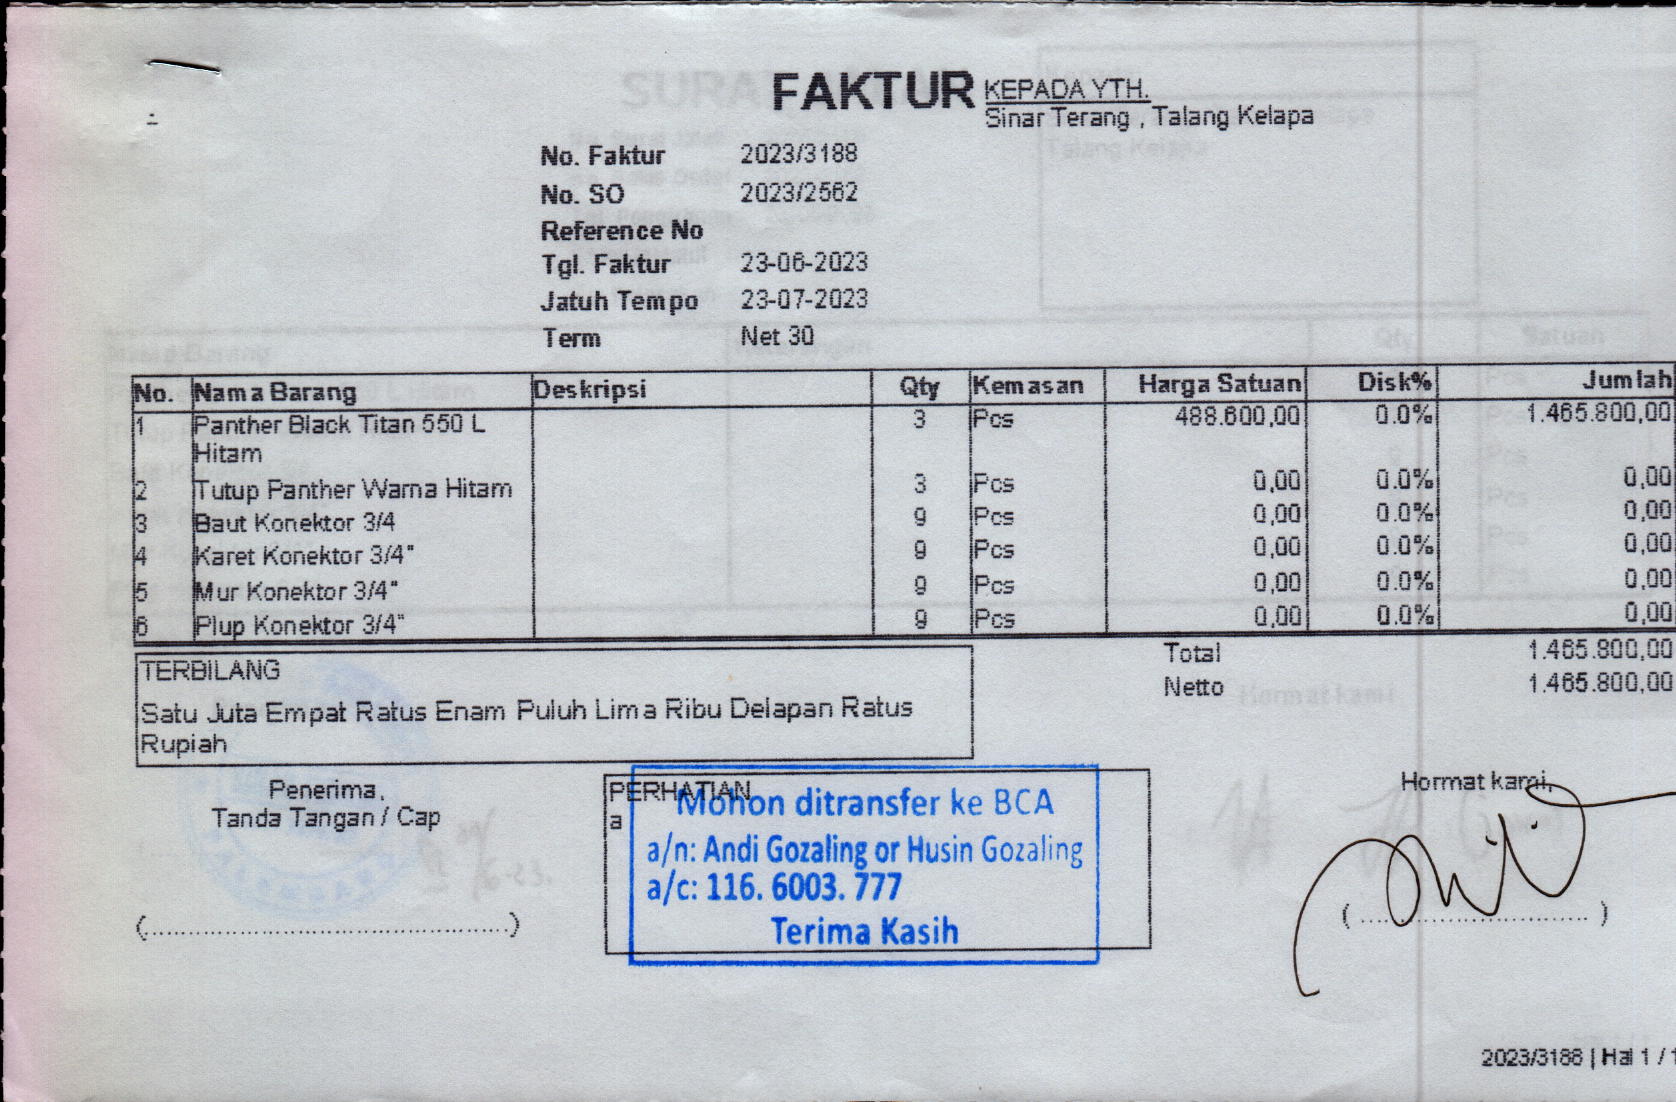 FAKTUR
KEPADA YTH.
Sinar Terang , Talang Kelapa
No. Faktur 2023/3188
No. SO 2023/2562
Reference No
Tgl. Faktur 23-06-2023
Jatuh Tempo 23-07-2023
Term Net 30
No. Nama Barang Deskripsi Qty Kemasan Harga Satuan Disk% Jumlah
1 Panther Black Titan 550 L 3 Pcs 488.600,00 0.0% 1.465.800,00
Hitam
2 Tutup Panther Warna Hitam 3 Pcs 0,00 0.0% 0,00
3 Baut Konektor 3/4 9 Pcs 0,00 0.0% 0,00
4 Karet Konektor 3/4" 9 Pcs 0,00 0.0% 0,00
5 Mur Konektor 3/4" 9 Pcs 0,00 0.0% 0,00
6 Plup Konektor 3/4" 9 Pcs 0,00 0.0% 0,00
Total 1.465.800,00
Netto 1.465.800,00
TERBILANG
Satu Juta Empat Ratus Enam Puluh Lima Ribu Delapan Ratus
Rupiah
Penerima,
Tanda Tangan / Cap
(....................................................)
PERHATIAN
a
Mohon ditransfer ke BCA
a/n: Andi Gozaling or Husin Gozaling
a/c: 116. 6003. 777
Terima Kasih
Hormat kami,
( ................................ )
2023/3188 | Hal 1 / 1